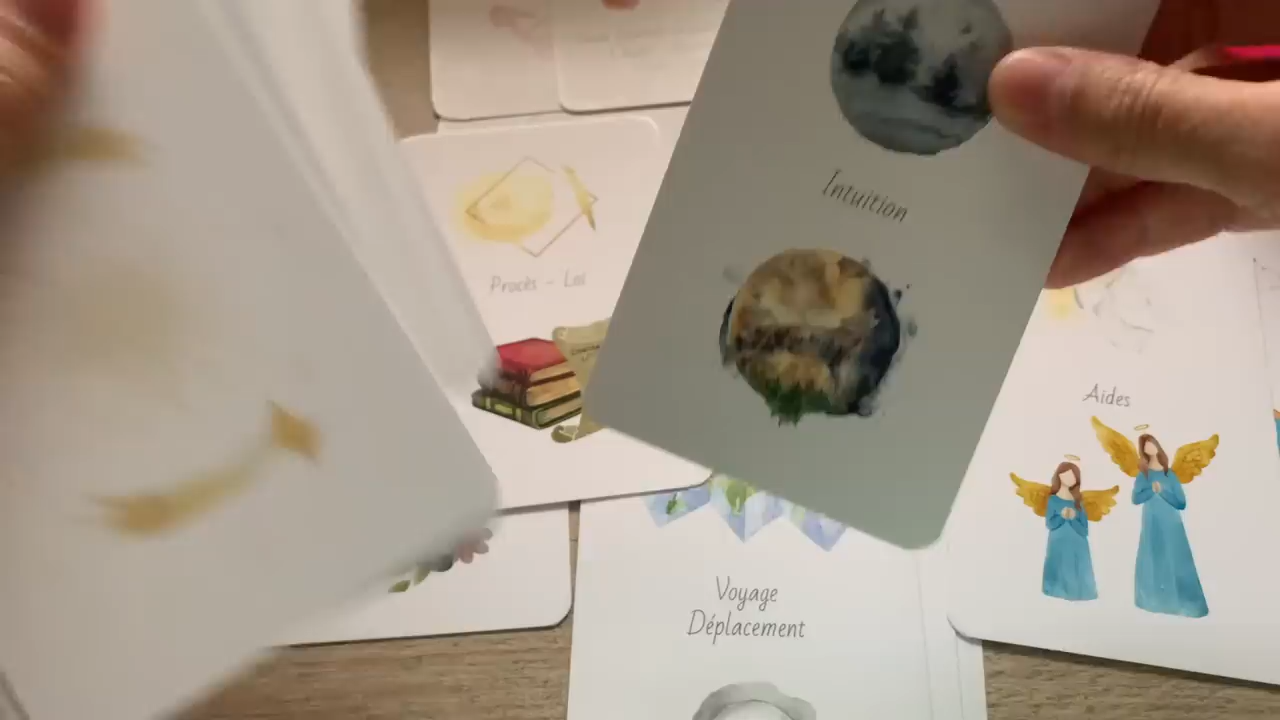 Intuition
Procès - Loi
Aides
Voyage
Déplacement